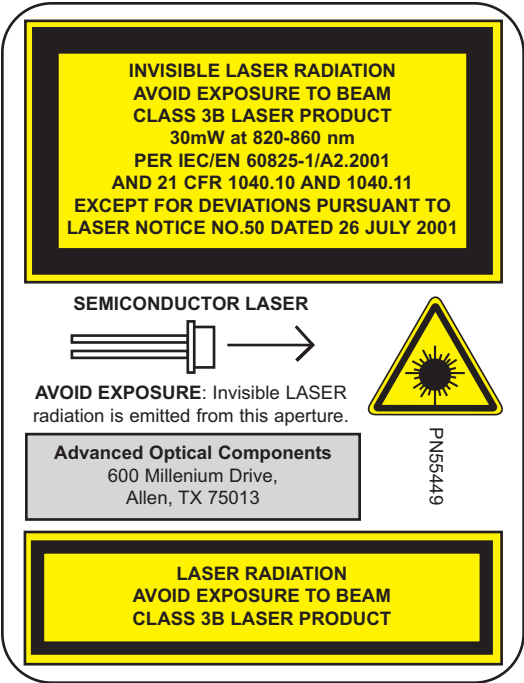 INVISIBLE LASER RADIATION
AVOID EXPOSURE TO BEAM
CLASS 3B LASER PRODUCT
30mW at 820-860 nm
PER IEC/EN 60825-1/A2.2001
AND 21 CFR 1040.10 AND 1040.11
EXCEPT FOR DEVIATIONS PURSUANT TO
LASER NOTICE NO.50 DATED 26 JULY 2001
SEMICONDUCTOR LASER
AVOID EXPOSURE: Invisible LASER
radiation is emitted from this aperture.
PN55449
Advanced Optical Components
600 Millenium Drive,
Allen, TX 75013
LASER RADIATION
AVOID EXPOSURE TO BEAM
CLASS 3B LASER PRODUCT